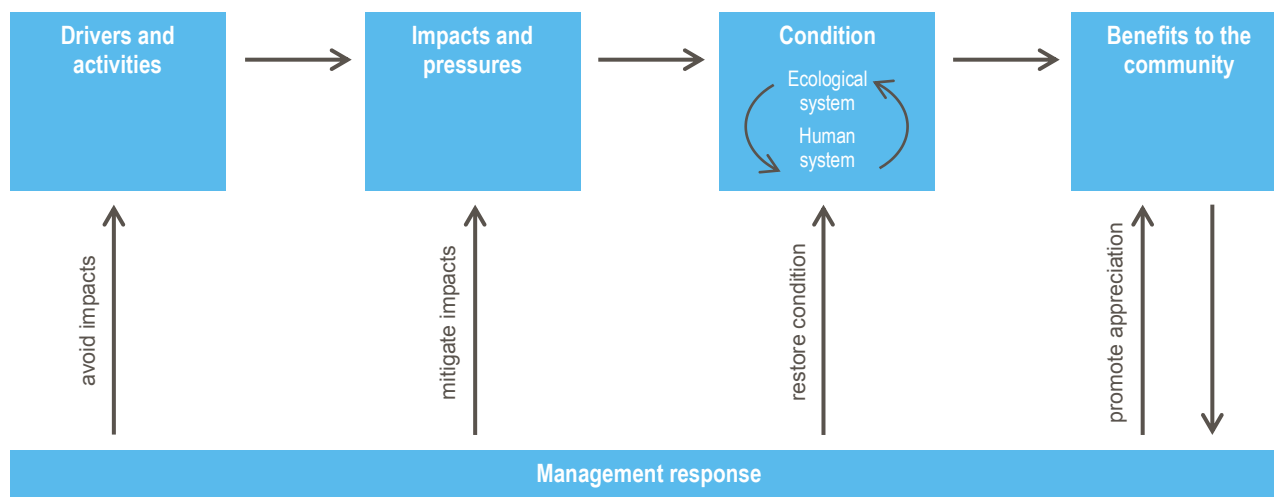 Drivers and
activities
Impacts and
pressures
Condition
Ecological
system
Human
system
Benefits to the
community
avoid impacts
mitigate impacts
restore condition
promote appreciation
Management response